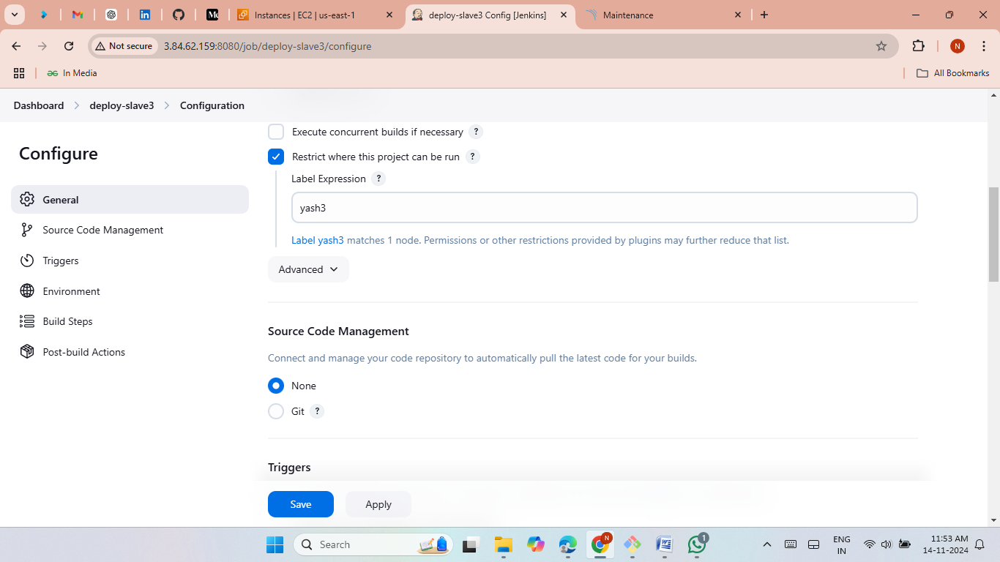 Instances | EC2 | us-east-1
deploy-slave3 Config [Jenkins]
Maintenance
Not secure
3.84.62.159:8080/job/deploy-slave3/configure
N
In Media
All Bookmarks
Dashboard
deploy-slave3
Configuration
Configure
General
Source Code Management
Triggers
Environment
Build Steps
Post-build Actions
Execute concurrent builds if necessary ?
Restrict where this project can be run ?
Label Expression ?
yash3
Label yash3 matches 1 node. Permissions or other restrictions provided by plugins may further reduce that list.
Advanced
Source Code Management
Connect and manage your code repository to automatically pull the latest code for your builds.
None
Git ?
Triggers
Save
Apply
Search
N
1
ENG
IN
11:53 AM
14-11-2024